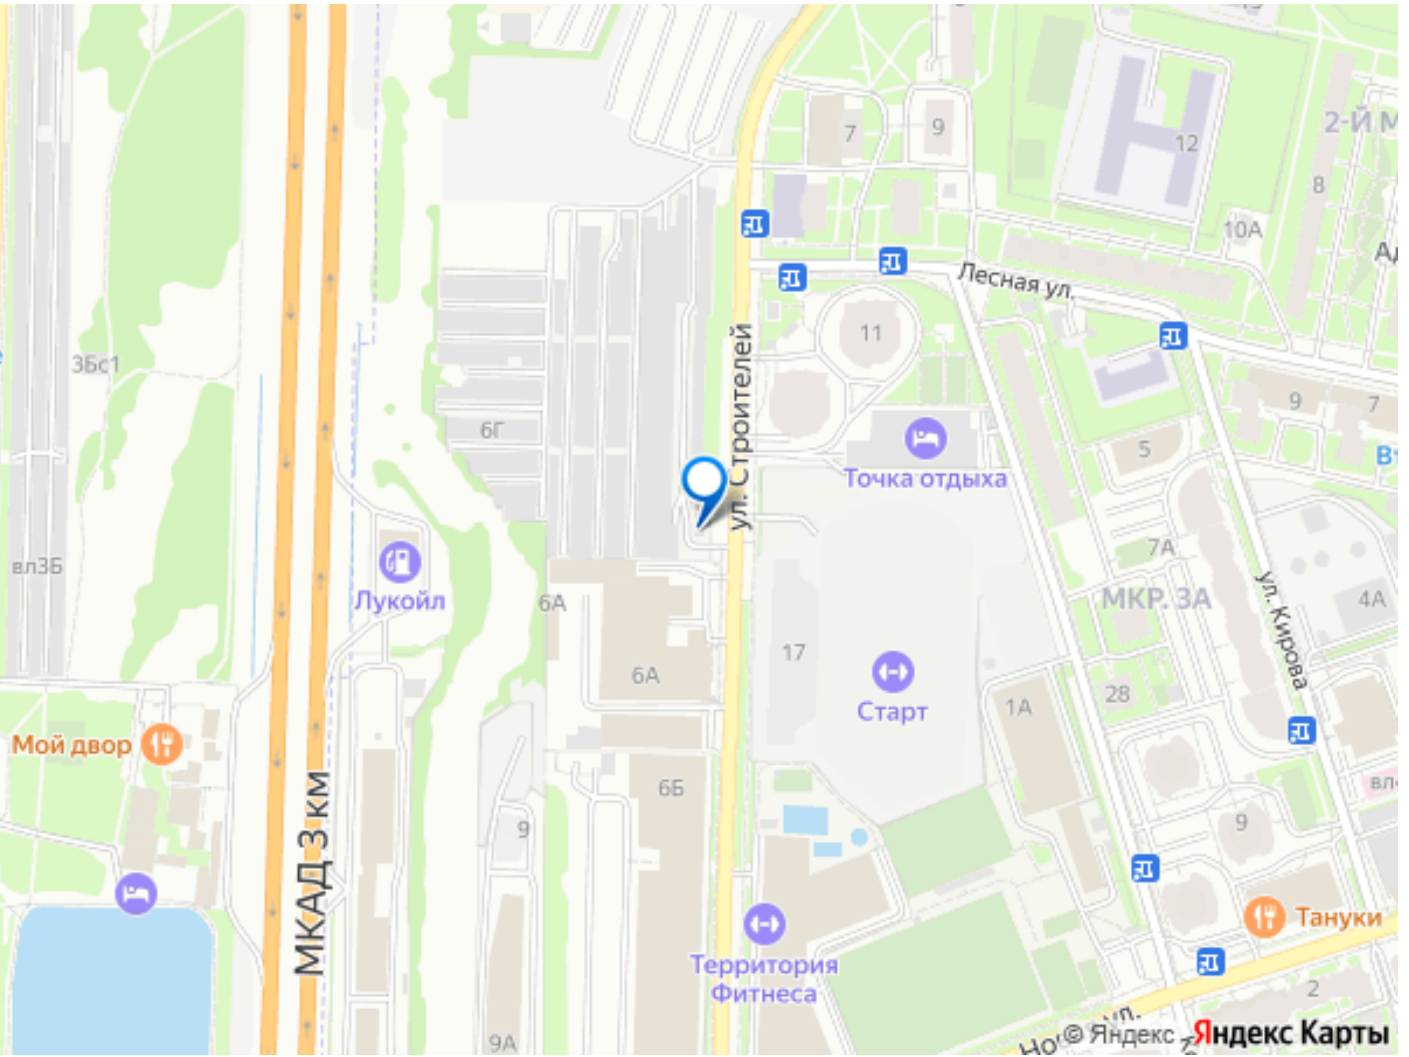 7
9
12
2-Й М
8
10А
Лесная ул.
11
ул. Строителей
3Бс1
6Г
9
7
5
Точка отдыха
вл3Б
Лукойл
6А
7А
МКР. 3А
ул. Кирова
4А
17
6А
Старт
1А
28
Мой двор
6Б
МКАД 3 км
9
9
вл
Тануки
Территория
Фитнеса
2
9А
© Яндекс Яндекс Карты